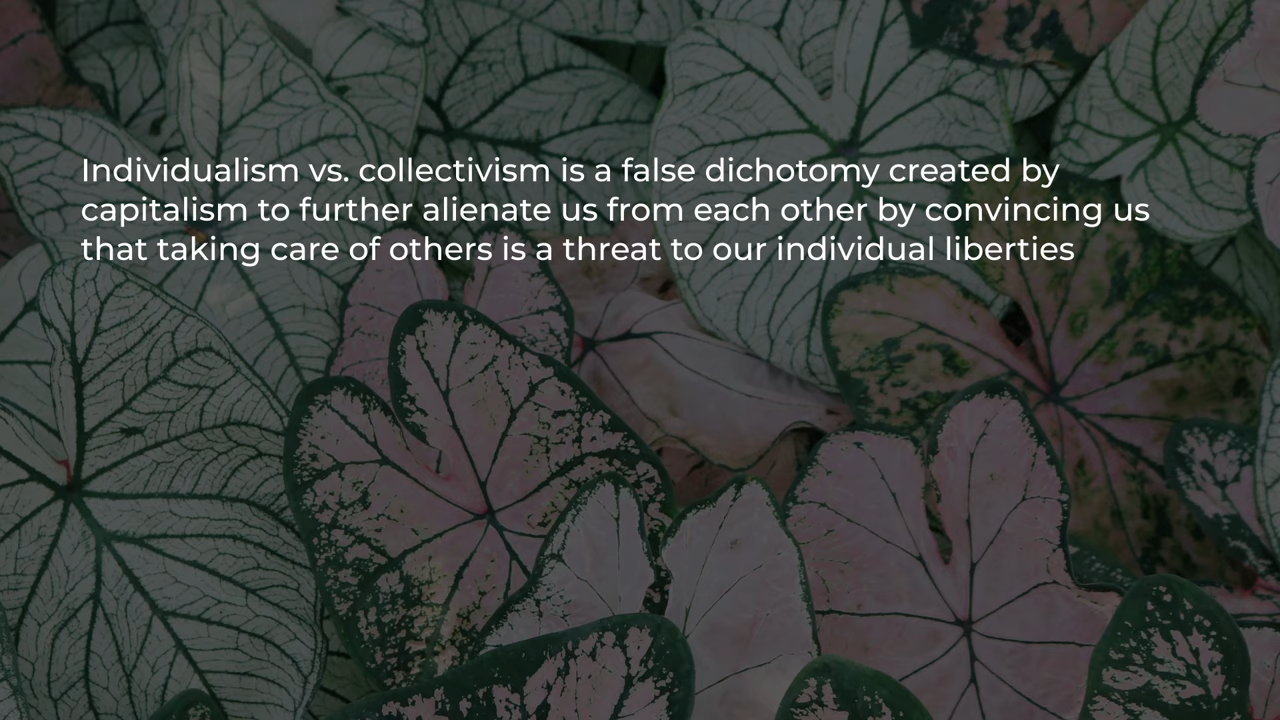 Individualism vs. collectivism is a false dichotomy created by
capitalism to further alienate us from each other by convincing us
that taking care of others is a threat to our individual liberties